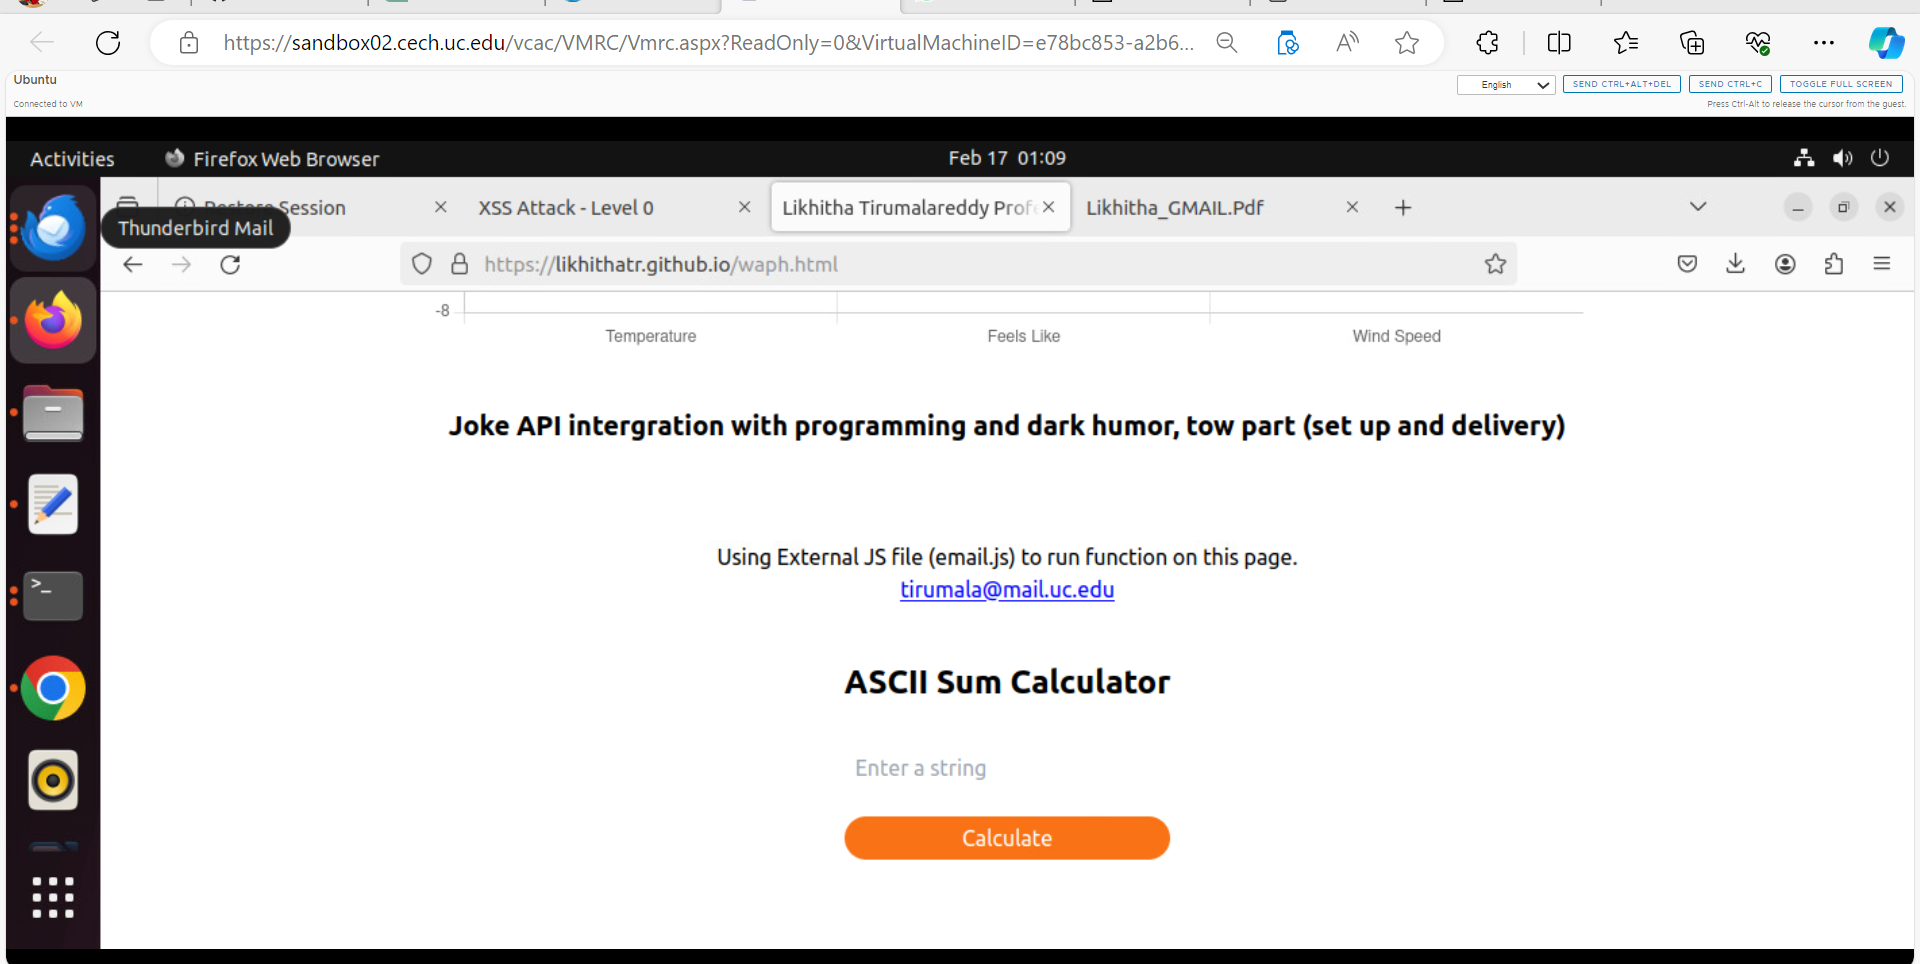 https://sandbox02.cech.uc.edu/vcac/VMRC/Vmrc.aspx?ReadOnly=0&VirtualMachineID=e78bc853-a2b6...
Ubuntu
English
SEND CTRL+ALT+DEL
SEND CTRL+C
TOGGLE FULL SCREEN
Connected to VM
Press Ctrl-Alt to release the cursor from the guest.
Activities
Firefox Web Browser
Feb 17 01:09
Restore Session
XSS Attack - Level 0
Likhitha Tirumalareddy Profe
Likhitha_GMAIL.Pdf
Thunderbird Mail
https://likhithatr.github.io/waph.html
-8
Temperature
Feels Like
Wind Speed
Joke API intergration with programming and dark humor, tow part (set up and delivery)
Using External JS file (email.js) to run function on this page.
tirumala@mail.uc.edu
ASCII Sum Calculator
Enter a string
Calculate